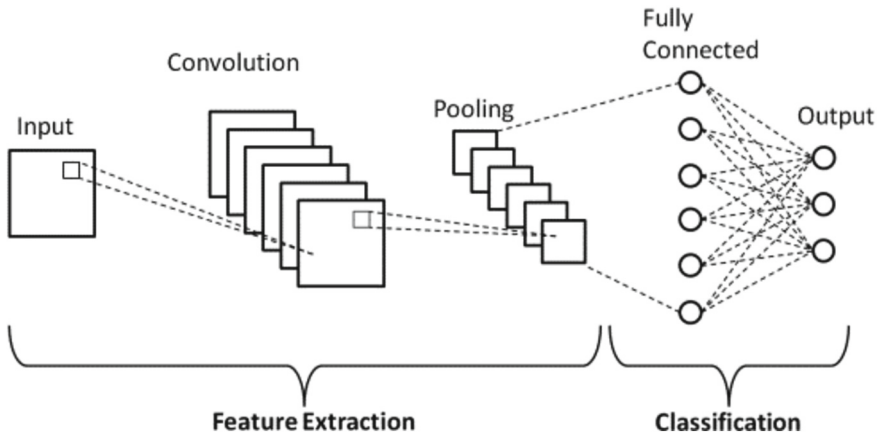 Input
Convolution
Pooling
Fully
Connected
Output
Feature Extraction
Classification